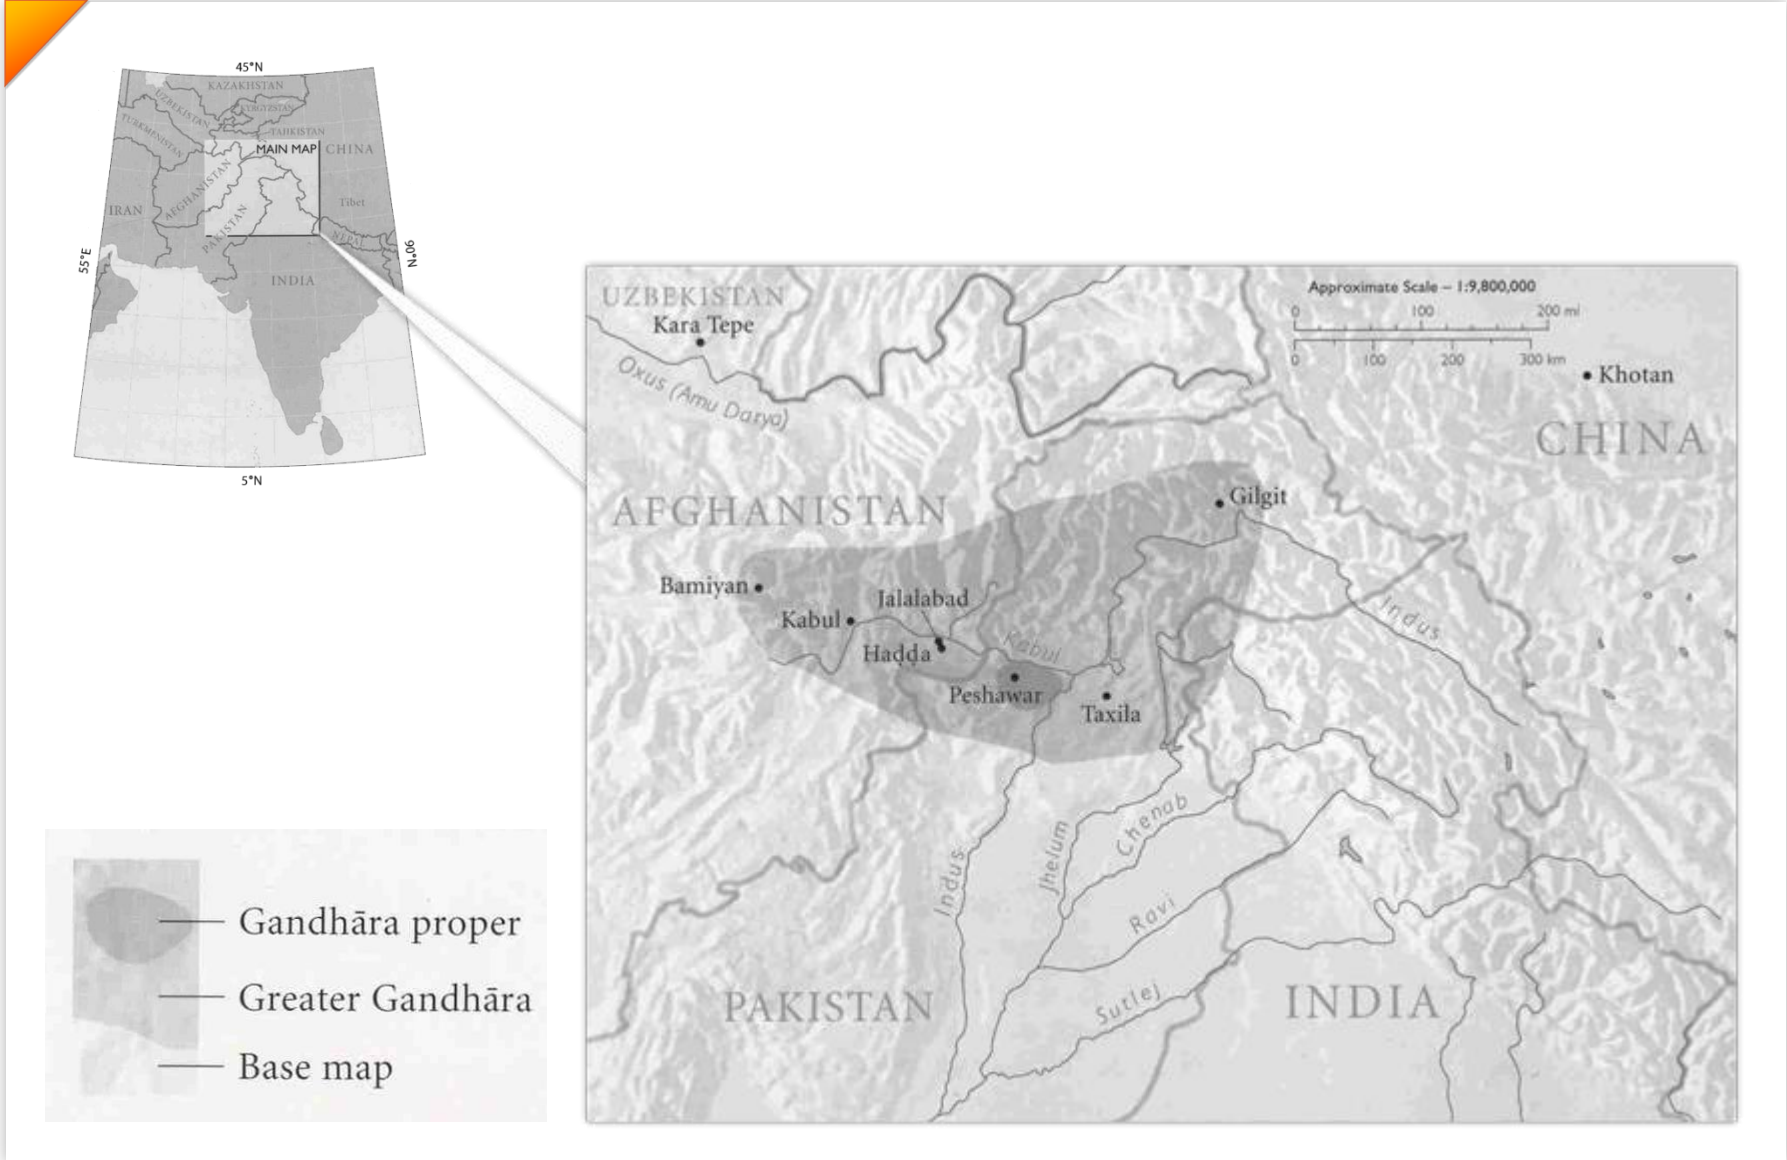 45°N
KAZAKHSTAN
UZBEKISTAN
KYRGYZSTAN
TURKMENISTAN
TAJIKISTAN
MAIN MAP
CHINA
AFGHANISTAN
IRAN
Tibet
PAKISTAN
NEPAL
55°E
90°N
INDIA
5°N
UZBEKISTAN
Kara Tepe
Oxus (Amu Darya)
Approximate Scale – 1:9,800,000
0 100 200 mi
0 100 200 300 km
Khotan
CHINA
AFGHANISTAN
Gilgit
Bamiyan
Jalalabad
Kabul
Indus
Haḍḍa
Kabul
Peshawar
Taxila
Chenab
Jhelum
Indus
Ravi
Sutlej
PAKISTAN
INDIA
Gandhāra proper
Greater Gandhāra
Base map